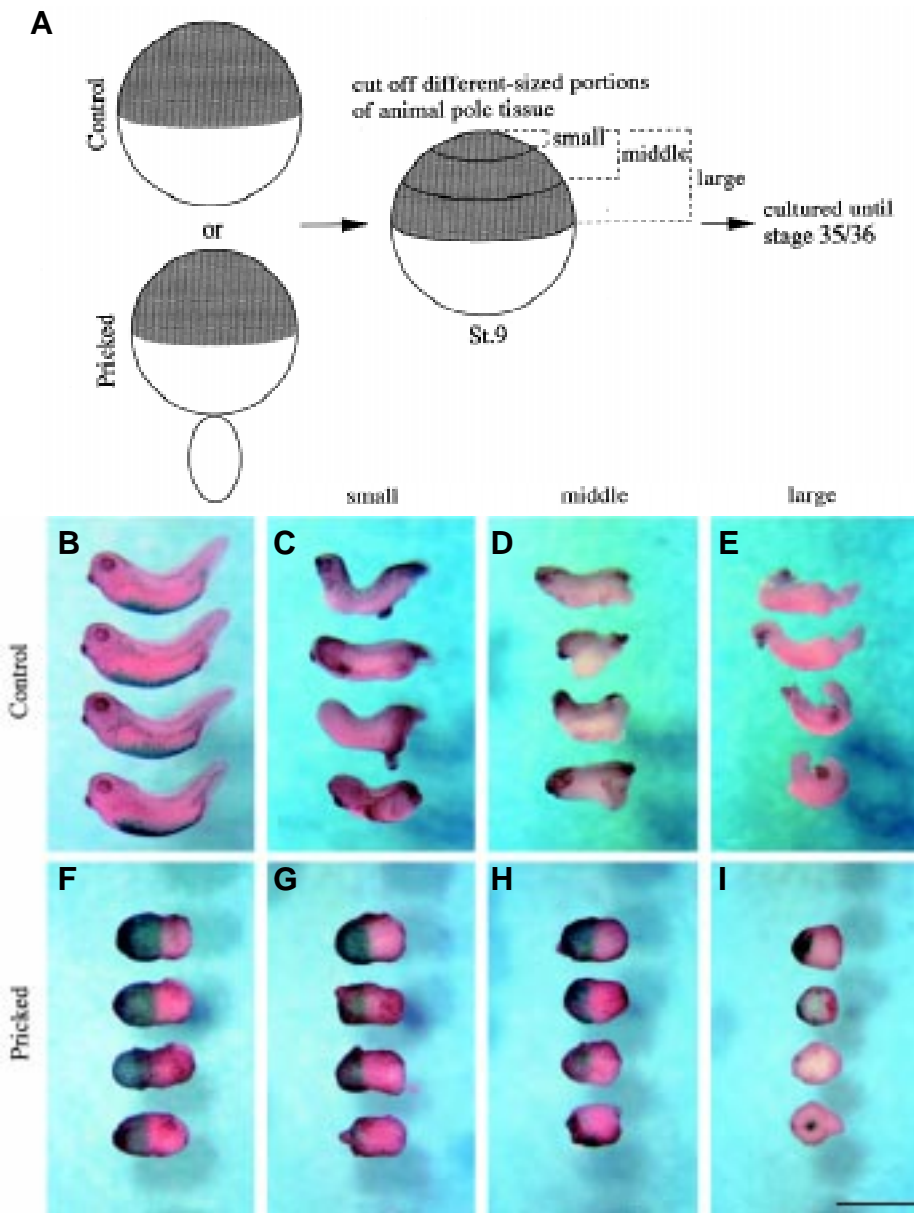 A
Control
or
Pricked
cut off different-sized portions
of animal pole tissue
small
middle
large
St.9
cultured until
stage 35/36
small
middle
large
Control
B
C
D
E
Pricked
F
G
H
I